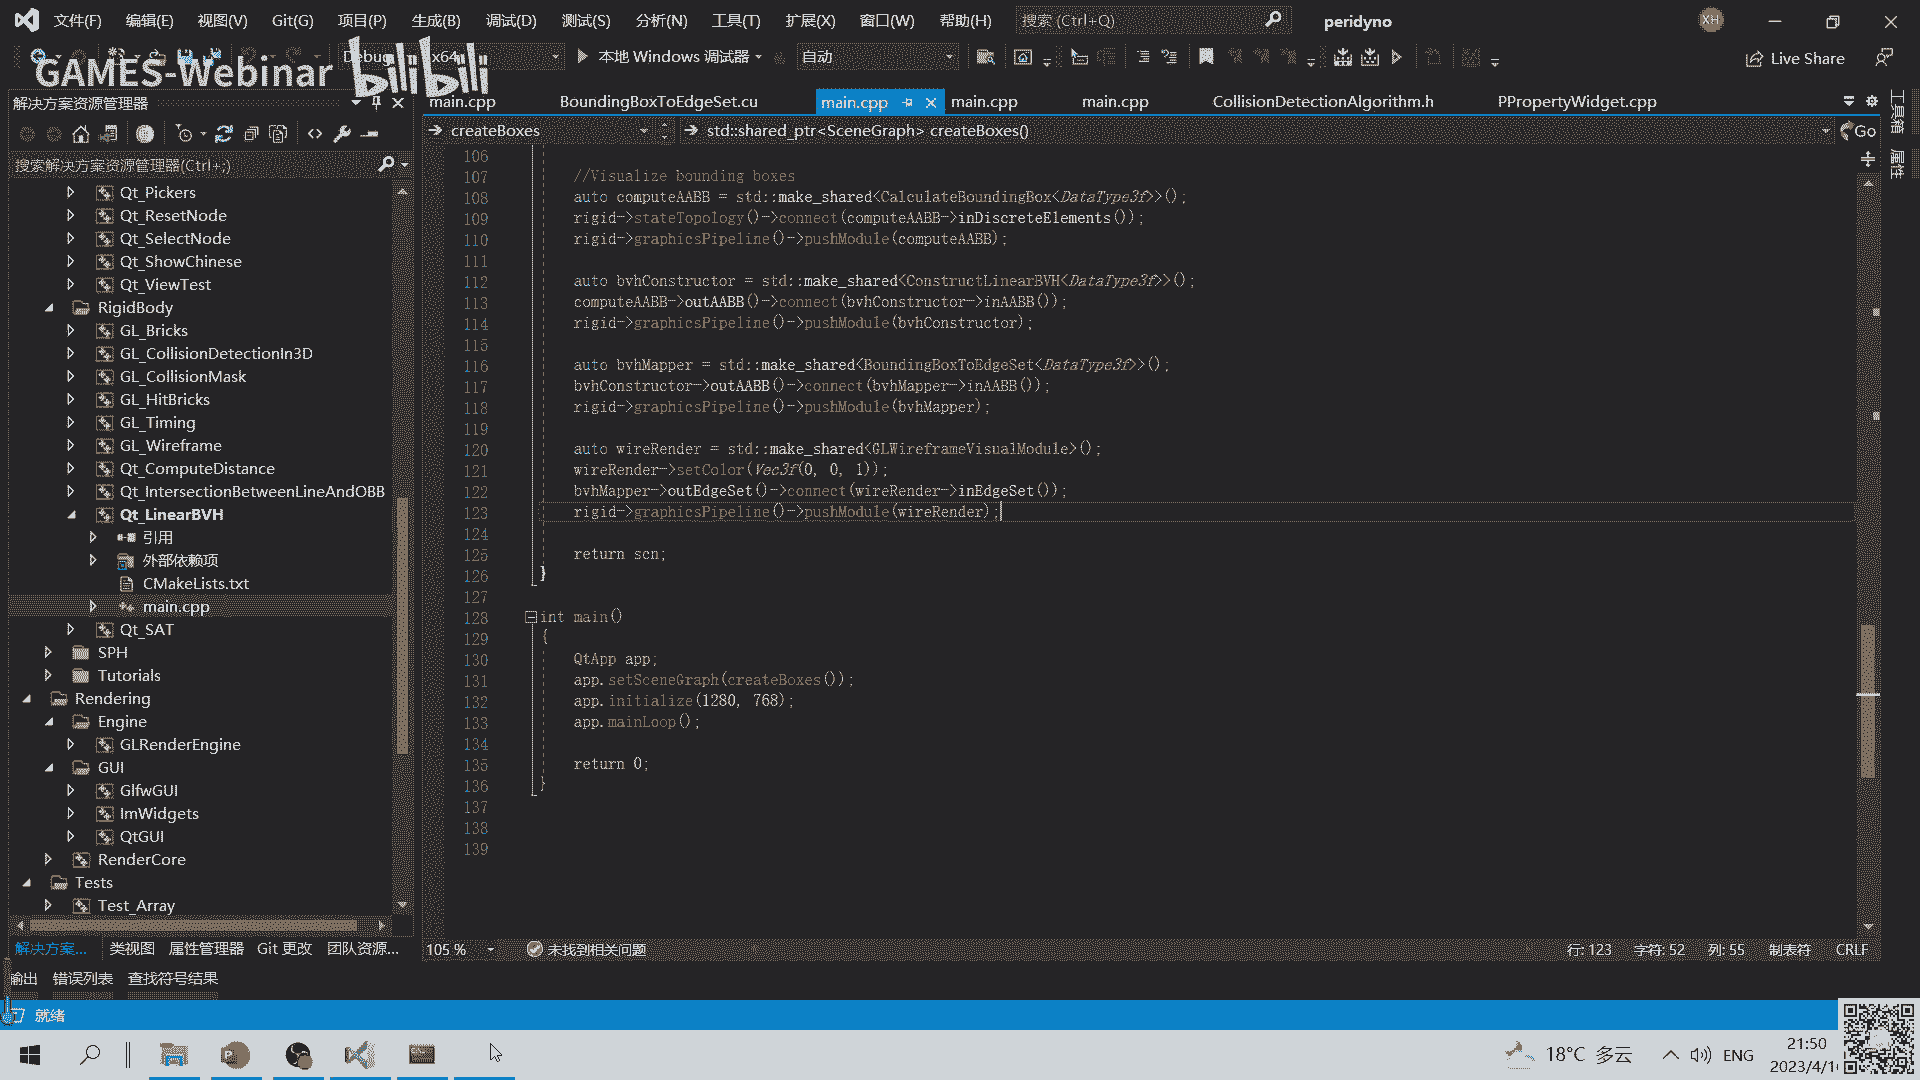 文件(F) 编辑(E) 视图(V) Git(G) 项目(P) 生成(B) 调试(D) 测试(S) 分析(N) 工具(T) 扩展(X) 窗口(W) 帮助(H) 搜索 (Ctrl+Q) peridyno XH
Debug x64 本地 Windows 调试器 自动 Live Share
GAMES-Webinar bilibili
解决方案资源管理器
main.cpp BoundingBoxToEdgeSet.cu main.cpp main.cpp main.cpp CollisionDetectionAlgorithm.h PPropertyWidget.cpp
createBoxes std::shared_ptr<SceneGraph> createBoxes() Go
搜索解决方案资源管理器(Ctrl+;)
工具箱
属性
Qt_Pickers
Qt_ResetNode
Qt_SelectNode
Qt_ShowChinese
Qt_ViewTest
RigidBody
GL_Bricks
GL_CollisionDetectionIn3D
GL_CollisionMask
GL_HitBricks
GL_Timing
GL_Wireframe
Qt_ComputeDistance
Qt_IntersectionBetweenLineAndOBB
Qt_LinearBVH
引用
外部依赖项
CMakeLists.txt
main.cpp
Qt_SAT
SPH
Tutorials
Rendering
Engine
GLRenderEngine
GUI
GlfwGUI
ImWidgets
QtGUI
RenderCore
Tests
Test_Array
106
107 //Visualize bounding boxes
108 auto computeAABB = std::make_shared<CalculateBoundingBox<DataType3f>>();
109 rigid->stateTopology()->connect(computeAABB->inDiscreteElements());
110 rigid->graphicsPipeline()->pushModule(computeAABB);
111
112 auto bvhConstructor = std::make_shared<ConstructLinearBVH<DataType3f>>();
113 computeAABB->outAABB()->connect(bvhConstructor->inAABB());
114 rigid->graphicsPipeline()->pushModule(bvhConstructor);
115
116 auto bvhMapper = std::make_shared<BoundingBoxToEdgeSet<DataType3f>>();
117 bvhConstructor->outAABB()->connect(bvhMapper->inAABB());
118 rigid->graphicsPipeline()->pushModule(bvhMapper);
119
120 auto wireRender = std::make_shared<GLWireframeVisualModule>();
121 wireRender->setColor(Vec3f(0, 0, 1));
122 bvhMapper->outEdgeSet()->connect(wireRender->inEdgeSet());
123 rigid->graphicsPipeline()->pushModule(wireRender);
124
125 return scn;
126 }
127
128 int main()
129 {
130 QtApp app;
131 app.setSceneGraph(createBoxes());
132 app.initialize(1280, 768);
133 app.mainLoop();
134
135 return 0;
136 }
137
138
139
解决方案... 类视图 属性管理器 Git 更改 团队资源...
105 % 未找到相关问题 行: 123 字符: 52 列: 55 制表符 CRLF
输出 错误列表 查找符号结果
就绪
18°C 多云 ENG
21:50